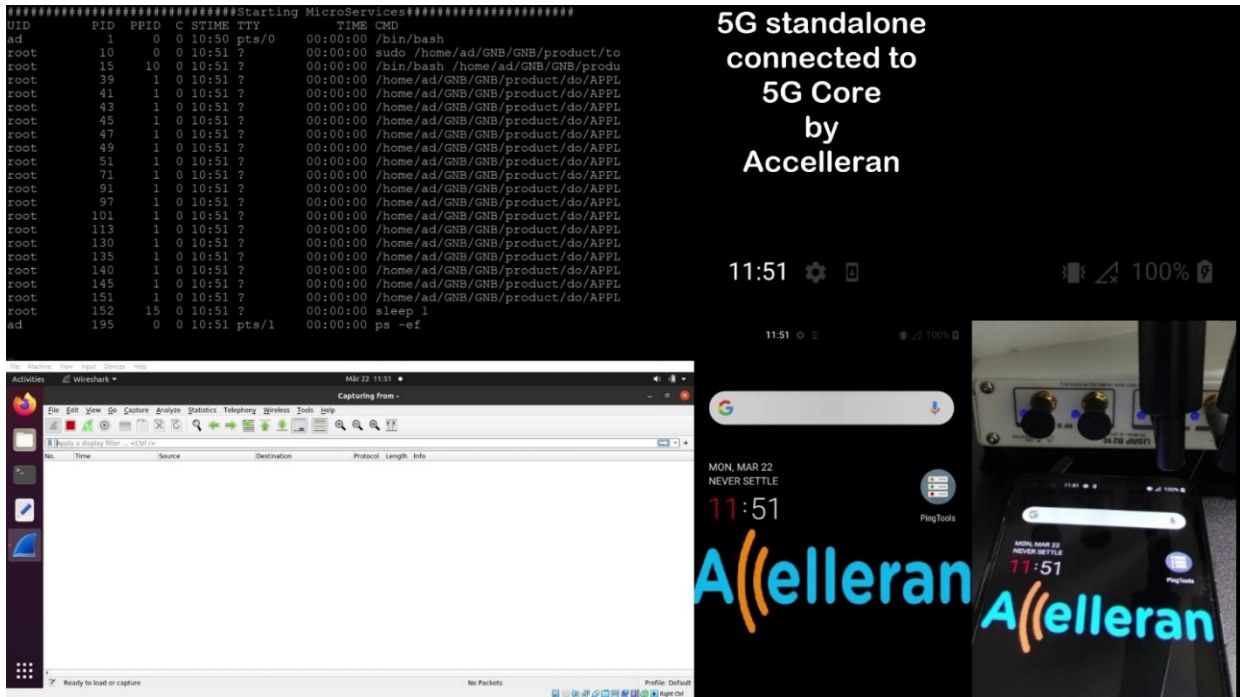 ##############################Starting MicroServices######################
UID PID PPID C STIME TTY TIME CMD
ad 1 0 0 10:50 pts/0 00:00:00 /bin/bash
root 10 0 0 10:51 ? 00:00:00 sudo /home/ad/GNB/GNB/product/to
root 15 10 0 10:51 ? 00:00:00 /bin/bash /home/ad/GNB/GNB/produ
root 39 1 0 10:51 ? 00:00:00 /home/ad/GNB/GNB/product/do/APPL
root 41 1 0 10:51 ? 00:00:00 /home/ad/GNB/GNB/product/do/APPL
root 43 1 0 10:51 ? 00:00:00 /home/ad/GNB/GNB/product/do/APPL
root 45 1 0 10:51 ? 00:00:00 /home/ad/GNB/GNB/product/do/APPL
root 47 1 0 10:51 ? 00:00:00 /home/ad/GNB/GNB/product/do/APPL
root 49 1 0 10:51 ? 00:00:00 /home/ad/GNB/GNB/product/do/APPL
root 51 1 0 10:51 ? 00:00:00 /home/ad/GNB/GNB/product/do/APPL
root 71 1 0 10:51 ? 00:00:00 /home/ad/GNB/GNB/product/do/APPL
root 91 1 0 10:51 ? 00:00:00 /home/ad/GNB/GNB/product/do/APPL
root 97 1 0 10:51 ? 00:00:00 /home/ad/GNB/GNB/product/do/APPL
root 101 1 0 10:51 ? 00:00:00 /home/ad/GNB/GNB/product/do/APPL
root 113 1 0 10:51 ? 00:00:00 /home/ad/GNB/GNB/product/do/APPL
root 130 1 0 10:51 ? 00:00:00 /home/ad/GNB/GNB/product/do/APPL
root 135 1 0 10:51 ? 00:00:00 /home/ad/GNB/GNB/product/do/APPL
root 140 1 0 10:51 ? 00:00:00 /home/ad/GNB/GNB/product/do/APPL
root 145 1 0 10:51 ? 00:00:00 /home/ad/GNB/GNB/product/do/APPL
root 151 1 0 10:51 ? 00:00:00 /home/ad/GNB/GNB/product/do/APPL
root 152 15 0 10:51 ? 00:00:00 sleep 1
ad 195 0 0 10:51 pts/1 00:00:00 ps -ef
5G standalone
connected to
5G Core
by
Accelleran
11:51 100%
File Machine View Input Devices Help
Activities Wireshark Mär 22 11:51
Capturing from -
File Edit View Go Capture Analyze Statistics Telephony Wireless Tools Help
Apply a display filter ... <Ctrl-/>
No. Time Source Destination Protocol Length Info
Ready to load or capture No Packets Profile: Default
Right Ctrl
11:51 100%
MON, MAR 22
NEVER SETTLE
11:51
PingTools
Accelleran
USRP B210
11:51 100%
MON, MAR 22
NEVER SETTLE
11:51
PingTools
Accelleran